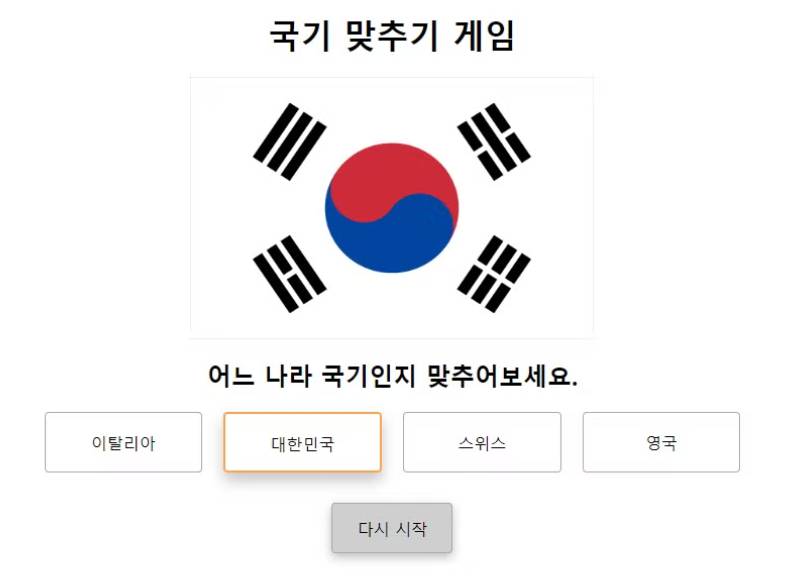 국기 맞추기 게임
어느 나라 국기인지 맞추어보세요.
이탈리아
대한민국
스위스
영국
다시 시작